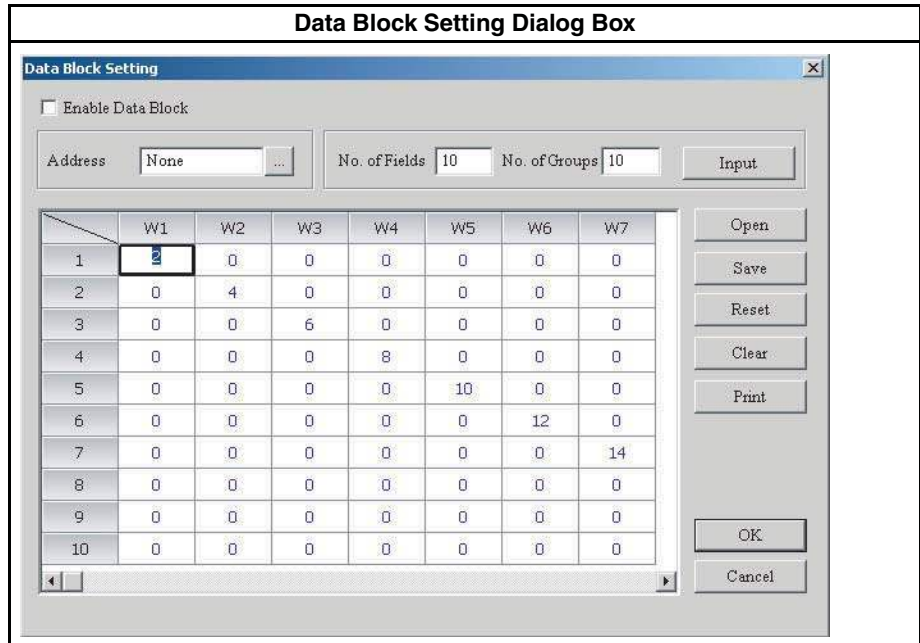 Data Block Setting Dialog Box
Data Block Setting
Enable Data Block
Address None ... No. of Fields 10 No. of Groups 10 Input
W1 W2 W3 W4 W5 W6 W7
1 2 0 0 0 0 0 0
2 0 4 0 0 0 0 0
3 0 0 6 0 0 0 0
4 0 0 0 8 0 0 0
5 0 0 0 0 10 0 0
6 0 0 0 0 0 12 0
7 0 0 0 0 0 0 14
8 0 0 0 0 0 0 0
9 0 0 0 0 0 0 0
10 0 0 0 0 0 0 0
Open
Save
Reset
Clear
Print
OK
Cancel